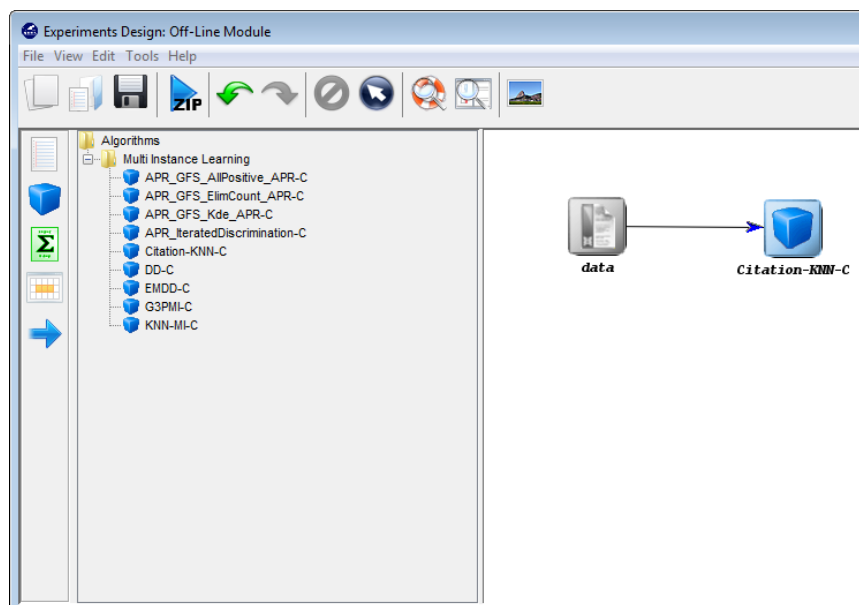 Experiments Design: Off-Line Module
File View Edit Tools Help
ZIP
Algorithms
Multi Instance Learning
APR_GFS_AllPositive_APR-C
APR_GFS_ElimCount_APR-C
APR_GFS_Kde_APR-C
APR_IteratedDiscrimination-C
Citation-KNN-C
DD-C
EMDD-C
G3PMI-C
KNN-MI-C
Σ
data
Citation-KNN-C